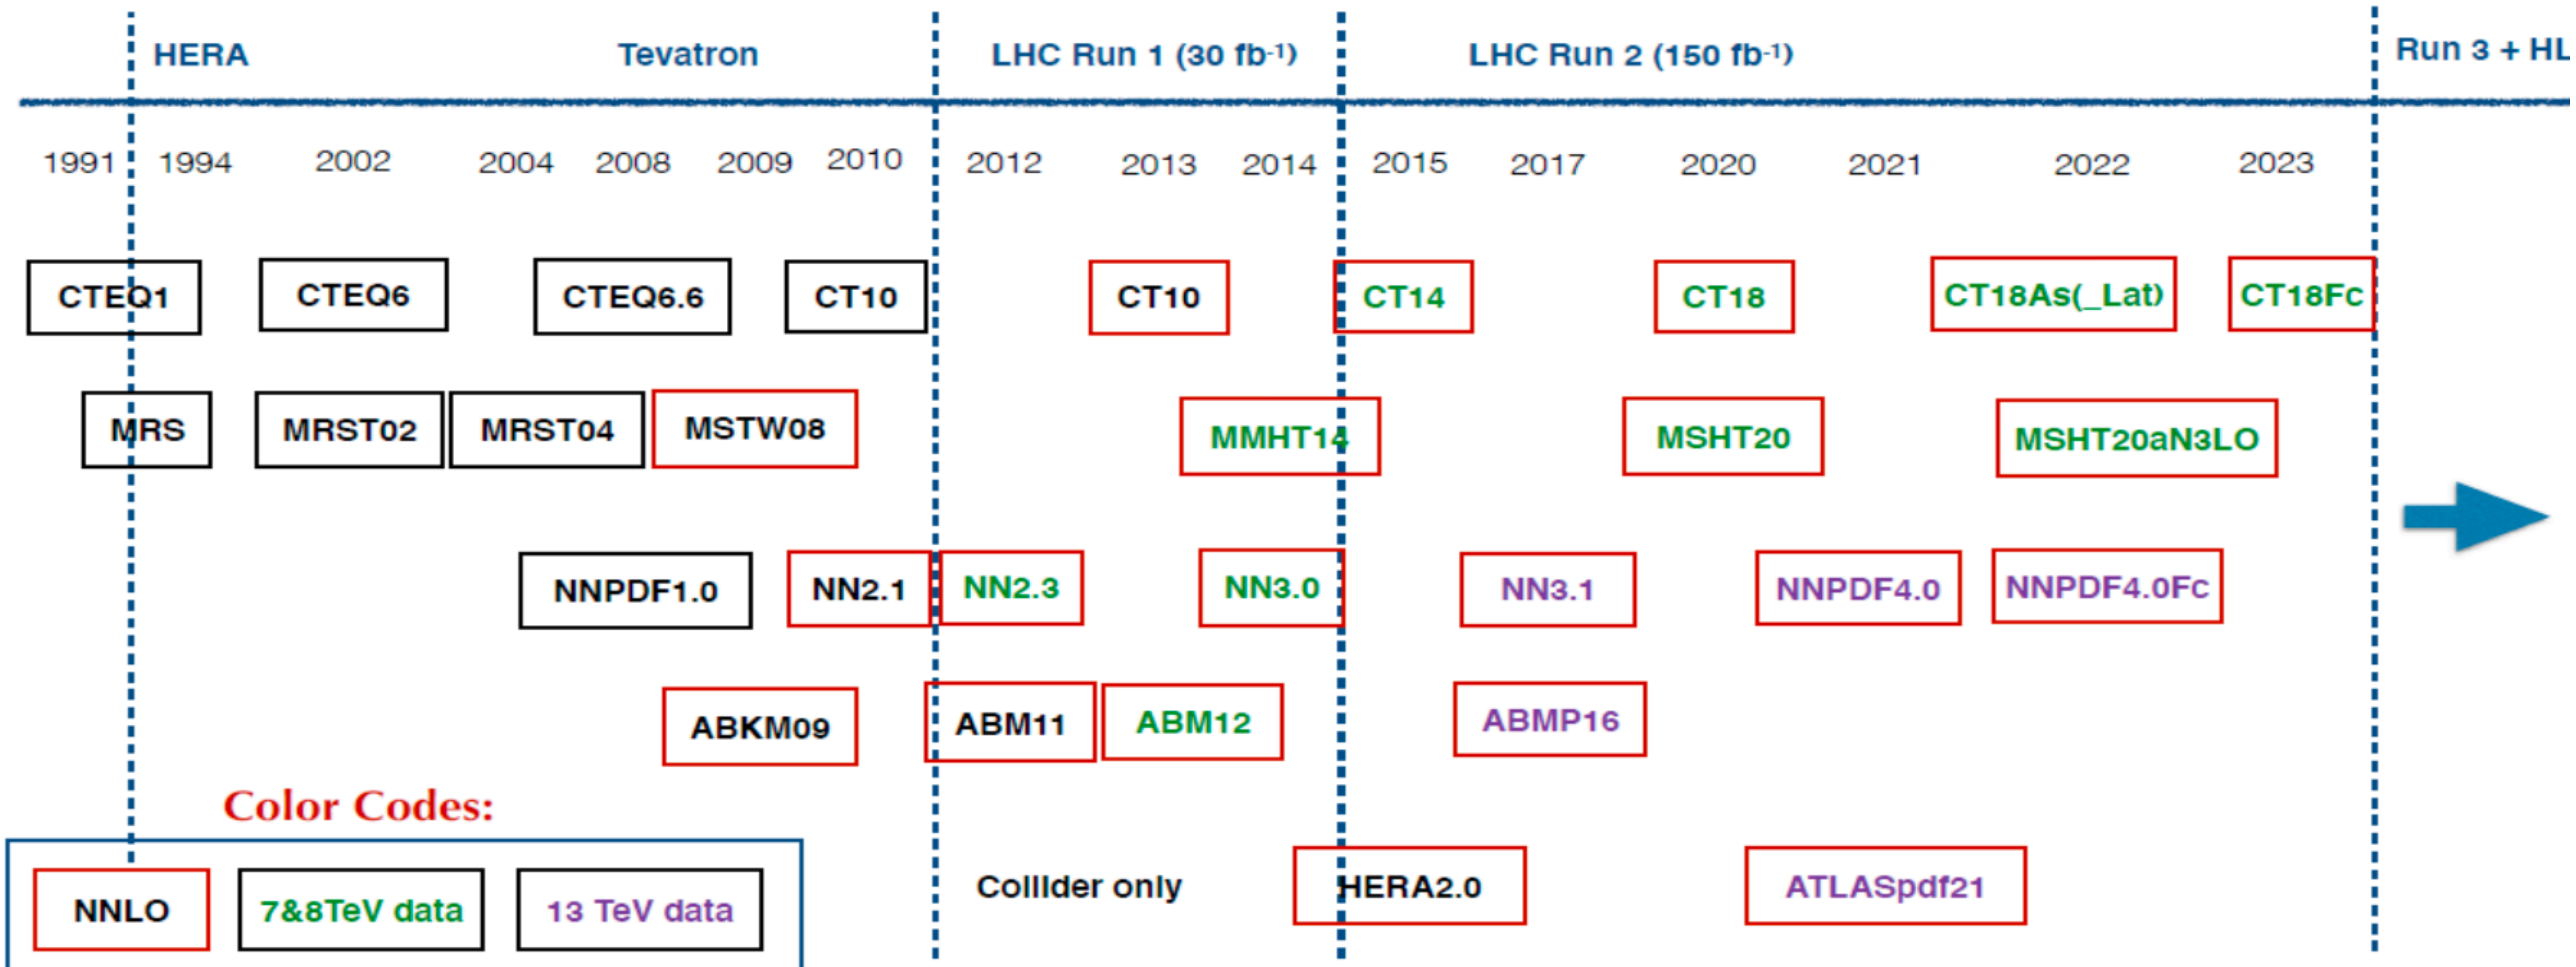 HERA Tevatron LHC Run 1 (30 fb-1) LHC Run 2 (150 fb-1) Run 3 + HL
1991 1994 2002 2004 2008 2009 2010 2012 2013 2014 2015 2017 2020 2021 2022 2023
CTEQ1 CTEQ6 CTEQ6.6 CT10 CT10 CT14 CT18 CT18As(_Lat) CT18Fc
MRS MRST02 MRST04 MSTW08 MMHT14 MSHT20 MSHT20aN3LO
NNPDF1.0 NN2.1 NN2.3 NN3.0 NN3.1 NNPDF4.0 NNPDF4.0Fc
ABKM09 ABM11 ABM12 ABMP16
Color Codes:
Collider only HERA2.0 ATLASpdf21
NNLO 7&8TeV data 13 TeV data